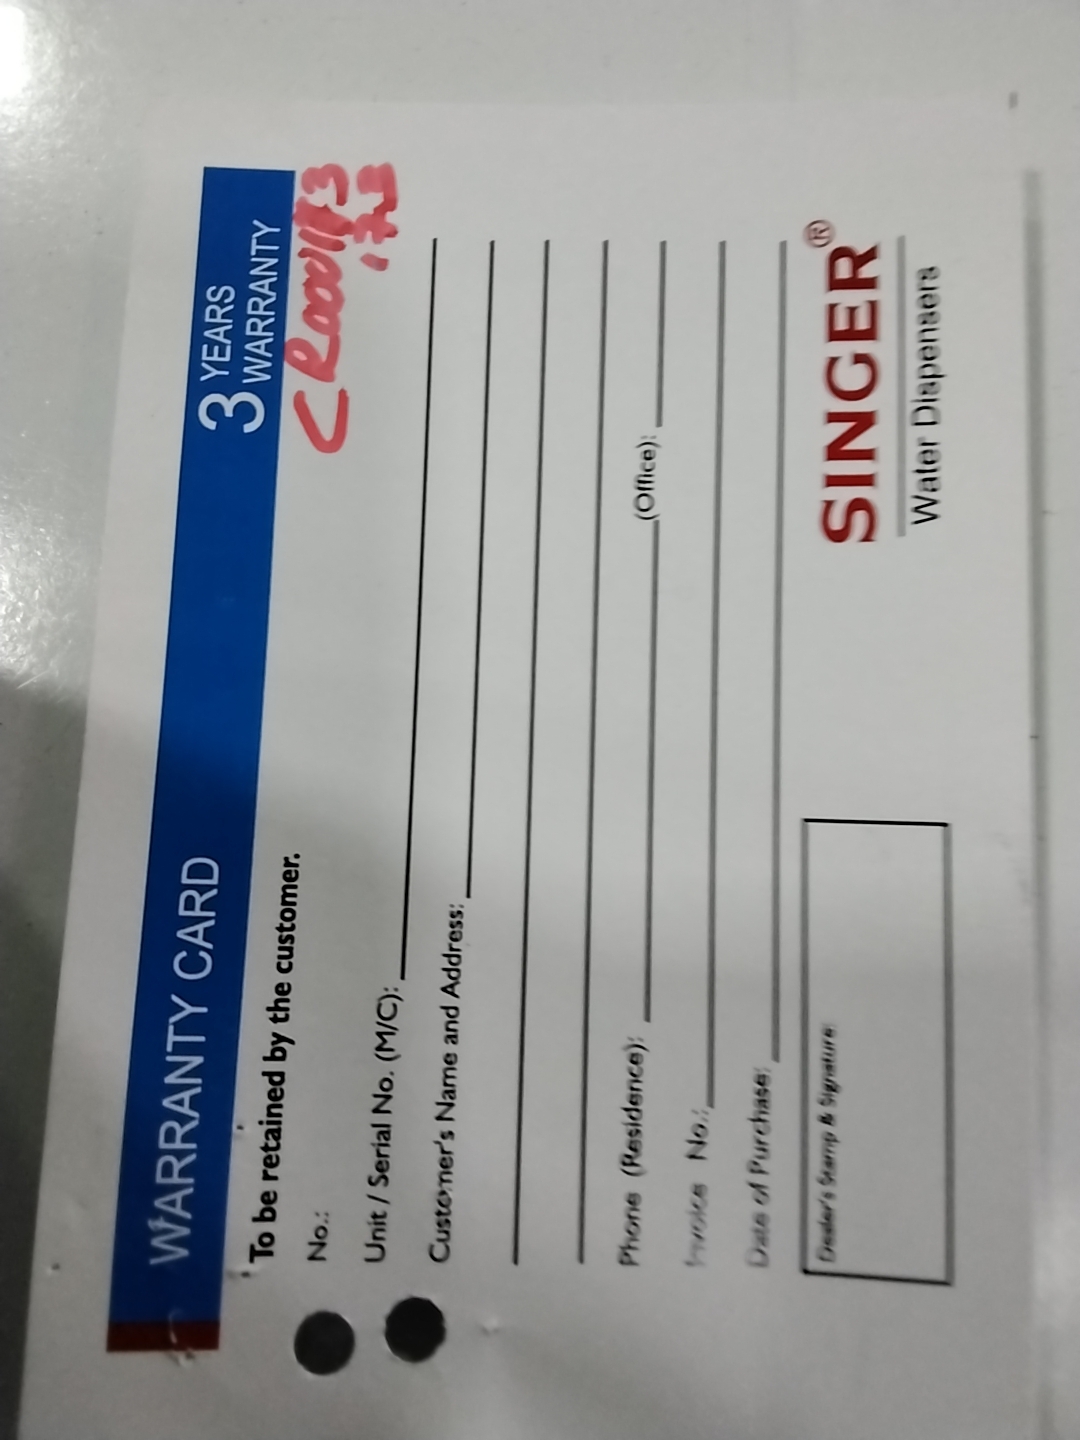 WARRANTY CARD
3 YEARS WARRANTY
To be retained by the customer.
No.:
Unit / Serial No. (M/C):
Customer's Name and Address:
Phone (Residence): (Office):
Invoice No.:
Date of Purchase:
Dealer's Stamp & Signature:
SINGER®
Water Dispensers